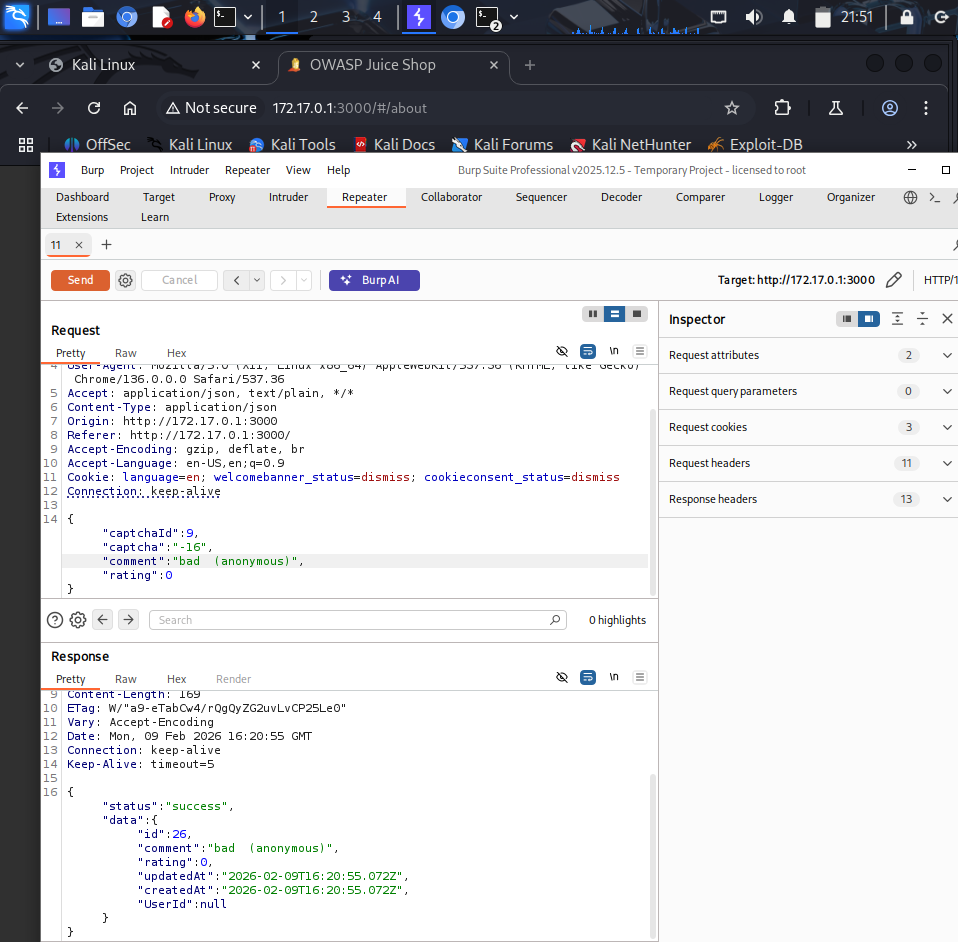 1 2 3 4 2 21:51
Kali Linux × OWASP Juice Shop × +
Not secure 172.17.0.1:3000/#/about
OffSec Kali Linux Kali Tools Kali Docs Kali Forums Kali NetHunter Exploit-DB »
Burp Project Intruder Repeater View Help Burp Suite Professional v2025.12.5 - Temporary Project - licensed to root
Dashboard Target Proxy Intruder Repeater Collaborator Sequencer Decoder Comparer Logger Organizer
Extensions Learn
11 × +
Send Cancel < > Burp AI Target: http://172.17.0.1:3000 HTTP/1
Request
Pretty Raw Hex \n
4 User-Agent: Mozilla/5.0 (X11; Linux x86_64) AppleWebKit/537.36 (KHTML, like Gecko)
Chrome/136.0.0.0 Safari/537.36
5 Accept: application/json, text/plain, */*
6 Content-Type: application/json
7 Origin: http://172.17.0.1:3000
8 Referer: http://172.17.0.1:3000/
9 Accept-Encoding: gzip, deflate, br
10 Accept-Language: en-US,en;q=0.9
11 Cookie: language=en; welcomebanner_status=dismiss; cookieconsent_status=dismiss
12 Connection: keep-alive
13
14 {
"captchaId":9,
"captcha":"-16",
"comment":"bad  (anonymous)",
"rating":0
}
Search 0 highlights
Response
Pretty Raw Hex Render \n
9 Content-Length: 169
10 ETag: W/"a9-eTabCw4/rQgQyZG2uvLvCP25Le0"
11 Vary: Accept-Encoding
12 Date: Mon, 09 Feb 2026 16:20:55 GMT
13 Connection: keep-alive
14 Keep-Alive: timeout=5
15
16 {
"status":"success",
"data":{
"id":26,
"comment":"bad  (anonymous)",
"rating":0,
"updatedAt":"2026-02-09T16:20:55.072Z",
"createdAt":"2026-02-09T16:20:55.072Z",
"UserId":null
}
}
Inspector
Request attributes 2
Request query parameters 0
Request cookies 3
Request headers 11
Response headers 13